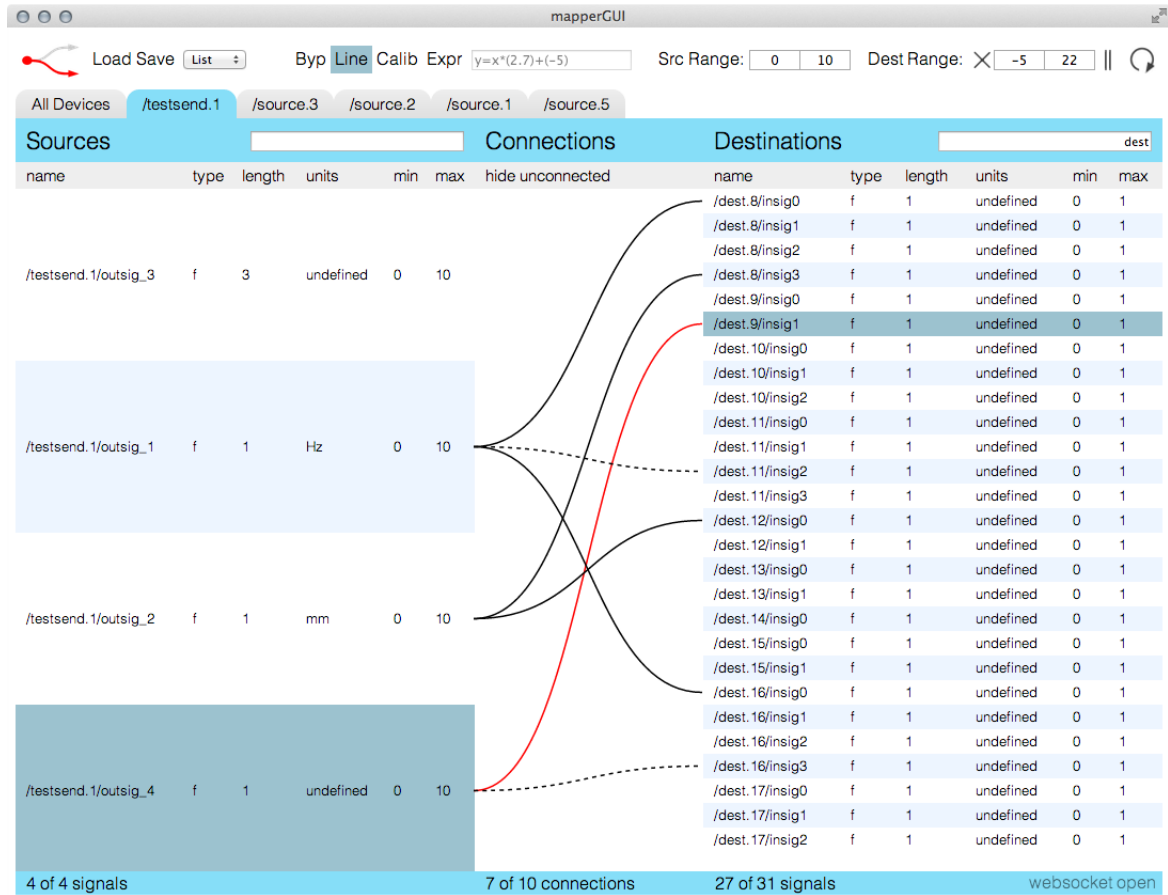 mapperGUI
Load Save List Byp Line Calib Expr y=x*(2.7)+(-5) Src Range: 0 10 Dest Range: -5 22
All Devices /testsend.1 /source.3 /source.2 /source.1 /source.5
Sources Connections Destinations dest
name type length units min max hide unconnected name type length units min max
/dest.8/insig0 f 1 undefined 0 1
/dest.8/insig1 f 1 undefined 0 1
/dest.8/insig2 f 1 undefined 0 1
/testsend.1/outsig_3 f 3 undefined 0 10 /dest.8/insig3 f 1 undefined 0 1
/dest.9/insig0 f 1 undefined 0 1
/dest.9/insig1 f 1 undefined 0 1
/dest.10/insig0 f 1 undefined 0 1
/dest.10/insig1 f 1 undefined 0 1
/dest.10/insig2 f 1 undefined 0 1
/dest.11/insig0 f 1 undefined 0 1
/testsend.1/outsig_1 f 1 Hz 0 10 /dest.11/insig1 f 1 undefined 0 1
/dest.11/insig2 f 1 undefined 0 1
/dest.11/insig3 f 1 undefined 0 1
/dest.12/insig0 f 1 undefined 0 1
/dest.12/insig1 f 1 undefined 0 1
/dest.13/insig0 f 1 undefined 0 1
/dest.13/insig1 f 1 undefined 0 1
/testsend.1/outsig_2 f 1 mm 0 10 /dest.14/insig0 f 1 undefined 0 1
/dest.15/insig0 f 1 undefined 0 1
/dest.15/insig1 f 1 undefined 0 1
/dest.16/insig0 f 1 undefined 0 1
/dest.16/insig1 f 1 undefined 0 1
/dest.16/insig2 f 1 undefined 0 1
/dest.16/insig3 f 1 undefined 0 1
/testsend.1/outsig_4 f 1 undefined 0 10 /dest.17/insig0 f 1 undefined 0 1
/dest.17/insig1 f 1 undefined 0 1
/dest.17/insig2 f 1 undefined 0 1
4 of 4 signals 7 of 10 connections 27 of 31 signals websocket open